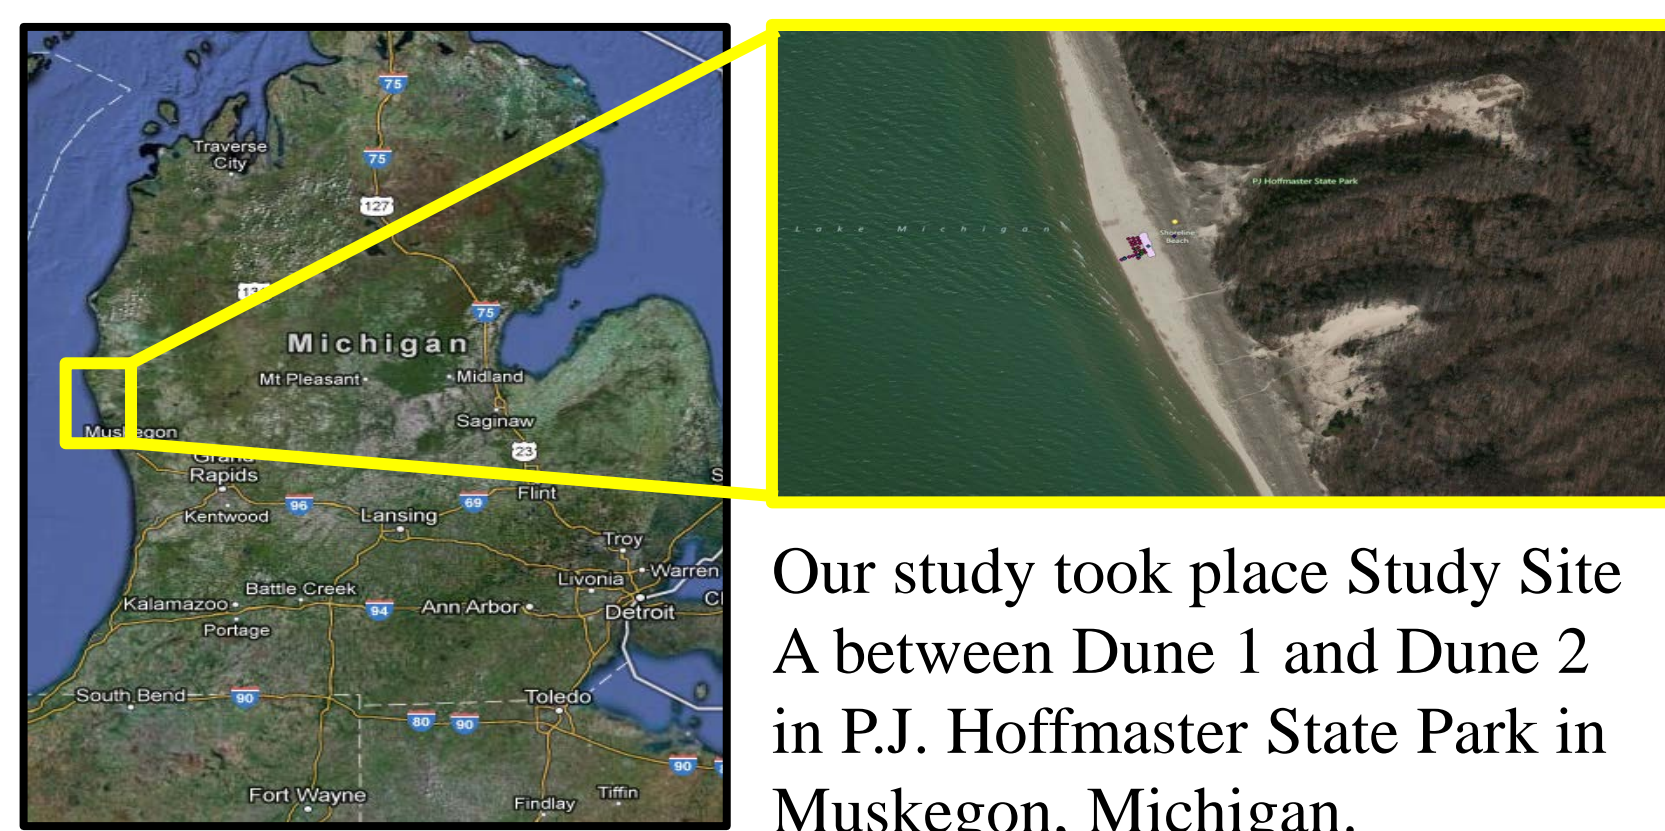 75
Traverse
City
75
127
75
Michigan
Mt Pleasant
Midland
Saginaw
Muskegon
23
Grand
Rapids
Flint
96
69
Kentwood
Lansing
Troy
Warren
Livonia
Battle Creek
Kalamazoo
94
Ann Arbor
Detroit
Portage
South Bend
90
Toledo
80
90
90
Fort Wayne
Findlay
Tiffin
PJ Hoffmaster State Park
Lake Michigan
Shoreline
Beach
Our study took place Study Site
A between Dune 1 and Dune 2
in P.J. Hoffmaster State Park in
Muskegon, Michigan.